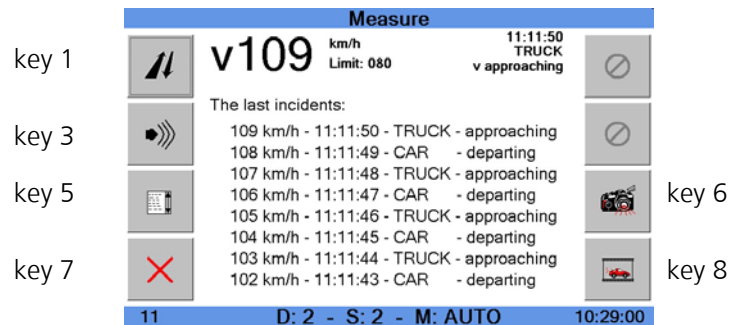 Measure
key 1
v109 km/h Limit: 080
11:11:50
TRUCK
v approaching
The last incidents:
key 3
109 km/h - 11:11:50 - TRUCK - approaching
108 km/h - 11:11:49 - CAR - departing
107 km/h - 11:11:48 - TRUCK - approaching
key 5
key 6
106 km/h - 11:11:47 - CAR - departing
105 km/h - 11:11:46 - TRUCK - approaching
104 km/h - 11:11:45 - CAR - departing
103 km/h - 11:11:44 - TRUCK - approaching
key 7
key 8
102 km/h - 11:11:43 - CAR - departing
11 D: 2 - S: 2 - M: AUTO 10:29:00